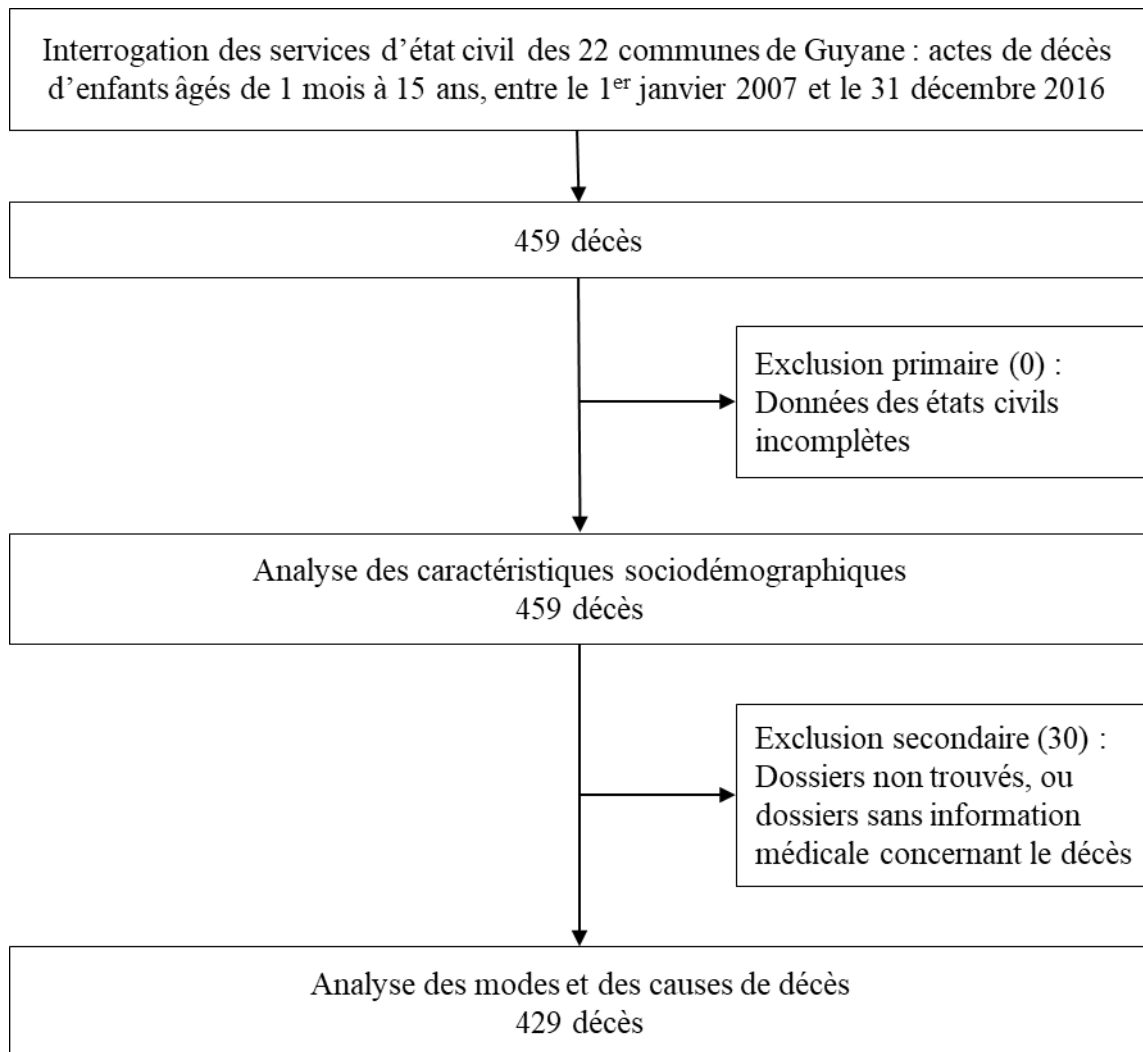 Interrogation des services d’état civil des 22 communes de Guyane : actes de décès
d’enfants âgés de 1 mois à 15 ans, entre le 1er janvier 2007 et le 31 décembre 2016
459 décès
Exclusion primaire (0) :
Données des états civils
incomplètes
Analyse des caractéristiques sociodémographiques
459 décès
Exclusion secondaire (30) :
Dossiers non trouvés, ou
dossiers sans information
médicale concernant le décès
Analyse des modes et des causes de décès
429 décès